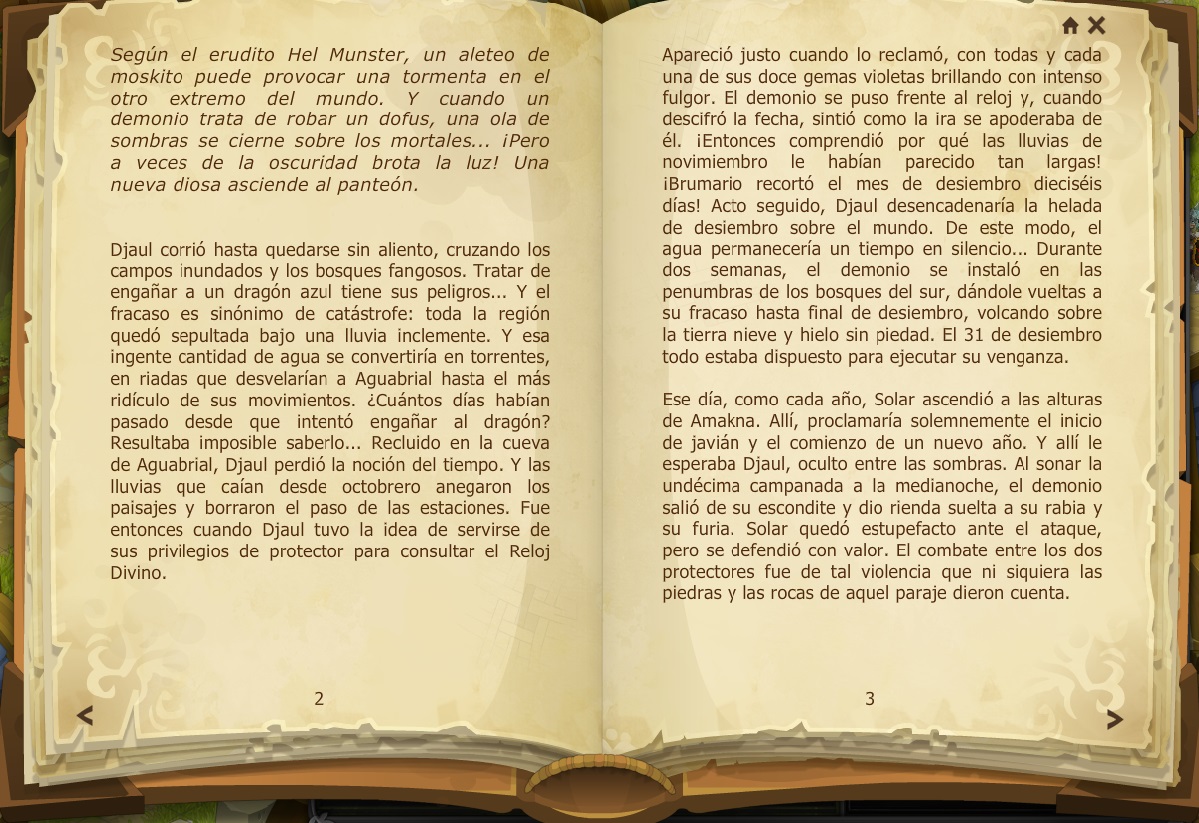 Según el erudito Hel Munster, un aleteo de
moskito puede provocar una tormenta en el
otro extremo del mundo. Y cuando un
demonio trata de robar un dofus, una ola de
sombras se cierne sobre los mortales... ¡Pero
a veces de la oscuridad brota la luz! Una
nueva diosa asciende al panteón.
Djaul corrió hasta quedarse sin aliento, cruzando los
campos inundados y los bosques fangosos. Tratar de
engañar a un dragón azul tiene sus peligros... Y el
fracaso es sinónimo de catástrofe: toda la región
quedó sepultada bajo una lluvia inclemente. Y esa
ingente cantidad de agua se convertiría en torrentes,
en riadas que desvelarían a Aguabrial hasta el más
ridículo de sus movimientos. ¿Cuántos días habían
pasado desde que intentó engañar al dragón?
Resultaba imposible saberlo... Recluido en la cueva
de Aguabrial, Djaul perdió la noción del tiempo. Y las
lluvias que caían desde octobrero anegaron los
paisajes y borraron el paso de las estaciones. Fue
entonces cuando Djaul tuvo la idea de servirse de
sus privilegios de protector para consultar el Reloj
Divino.
2
Apareció justo cuando lo reclamó, con todas y cada
una de sus doce gemas violetas brillando con intenso
fulgor. El demonio se puso frente al reloj y, cuando
descifró la fecha, sintió como la ira se apoderaba de
él. ¡Entonces comprendió por qué las lluvias de
novimiembro le habían parecido tan largas!
¡Brumario recortó el mes de desiembro dieciséis
días! Acto seguido, Djaul desencadenaría la helada
de desiembro sobre el mundo. De este modo, el
agua permanecería un tiempo en silencio... Durante
dos semanas, el demonio se instaló en las
penumbras de los bosques del sur, dándole vueltas a
su fracaso hasta final de desiembro, volcando sobre
la tierra nieve y hielo sin piedad. El 31 de desiembro
todo estaba dispuesto para ejecutar su venganza.
Ese día, como cada año, Solar ascendió a las alturas
de Amakna. Allí, proclamaría solemnemente el inicio
de javián y el comienzo de un nuevo año. Y allí le
esperaba Djaul, oculto entre las sombras. Al sonar la
undécima campanada a la medianoche, el demonio
salió de su escondite y dio rienda suelta a su rabia y
su furia. Solar quedó estupefacto ante el ataque,
pero se defendió con valor. El combate entre los dos
protectores fue de tal violencia que ni siquiera las
piedras y las rocas de aquel paraje dieron cuenta.
3